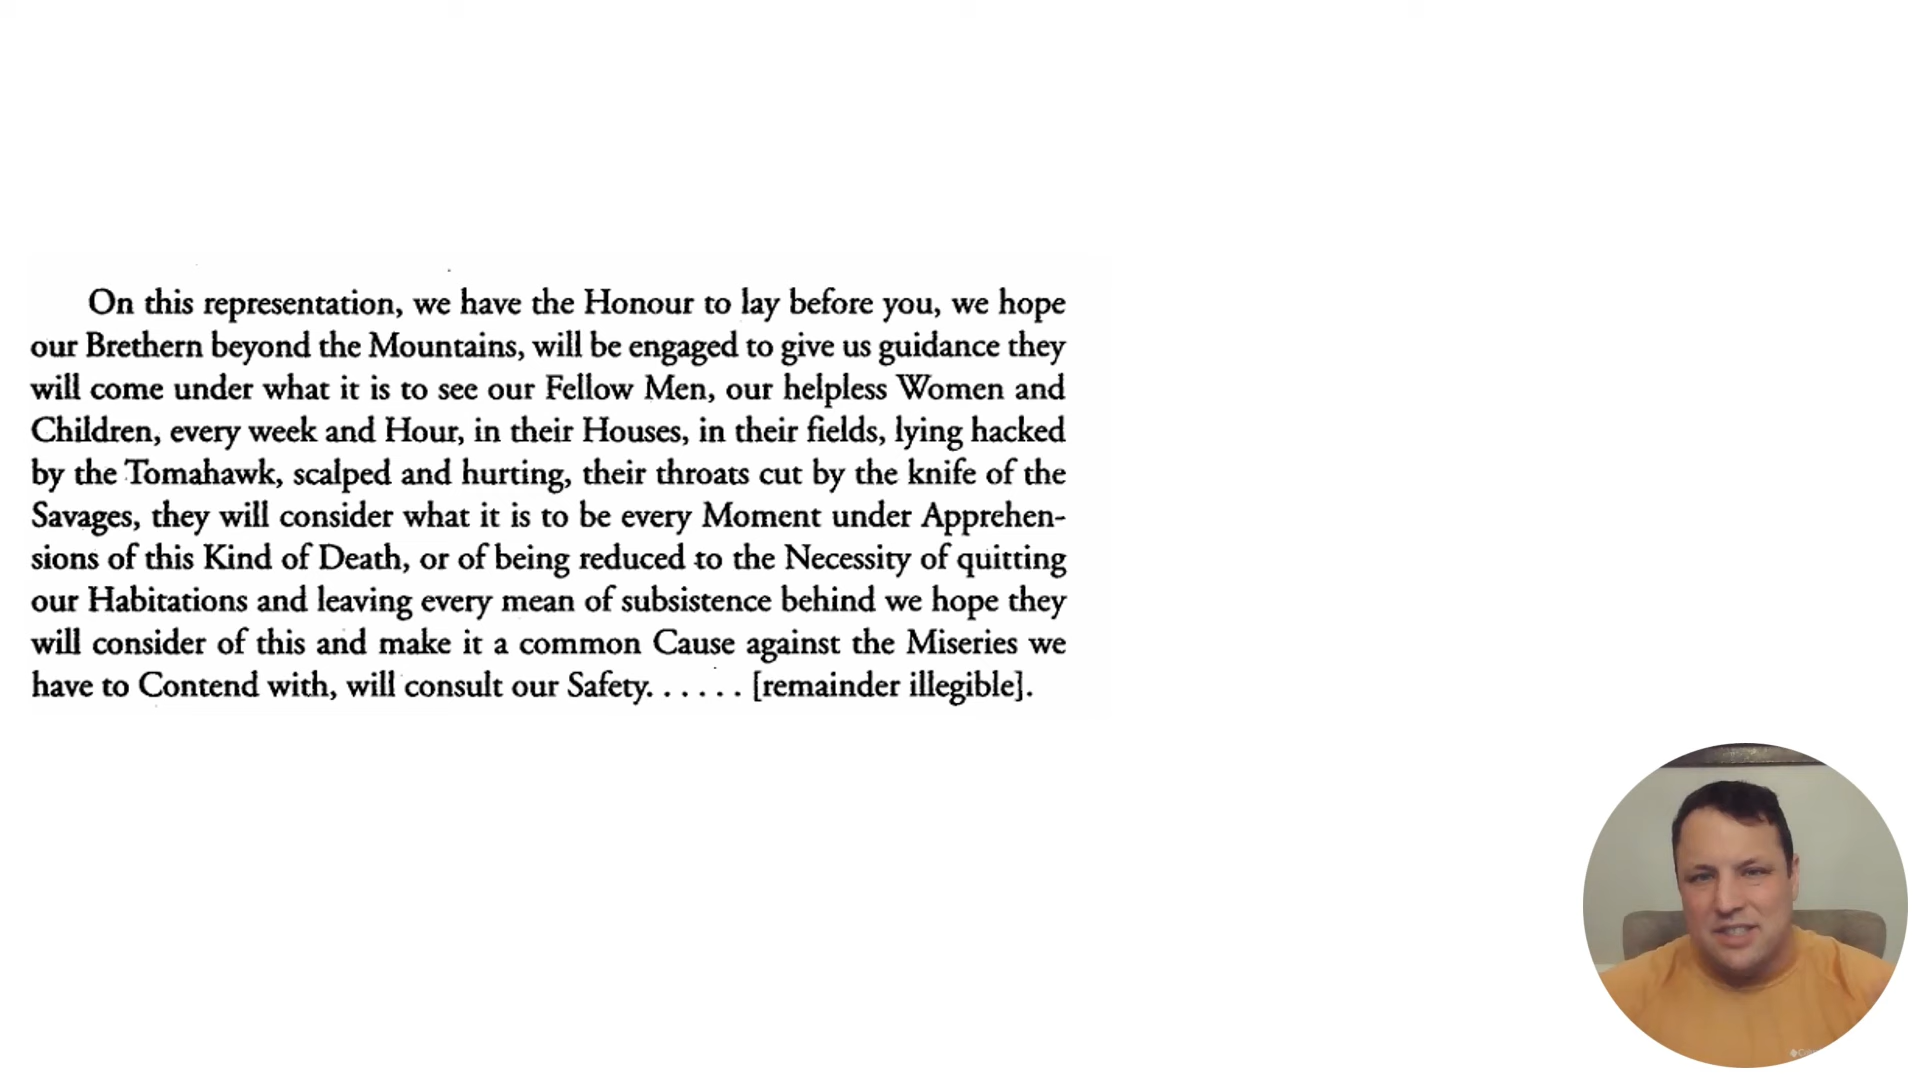 On this representation, we have the Honour to lay before you, we hope
our Brethern beyond the Mountains, will be engaged to give us guidance they
will come under what it is to see our Fellow Men, our helpless Women and
Children, every week and Hour, in their Houses, in their fields, lying hacked
by the Tomahawk, scalped and hurting, their throats cut by the knife of the
Savages, they will consider what it is to be every Moment under Apprehen-
sions of this Kind of Death, or of being reduced to the Necessity of quitting
our Habitations and leaving every mean of subsistence behind we hope they
will consider of this and make it a common Cause against the Miseries we
have to Contend with, will consult our Safety. . . . . . [remainder illegible].